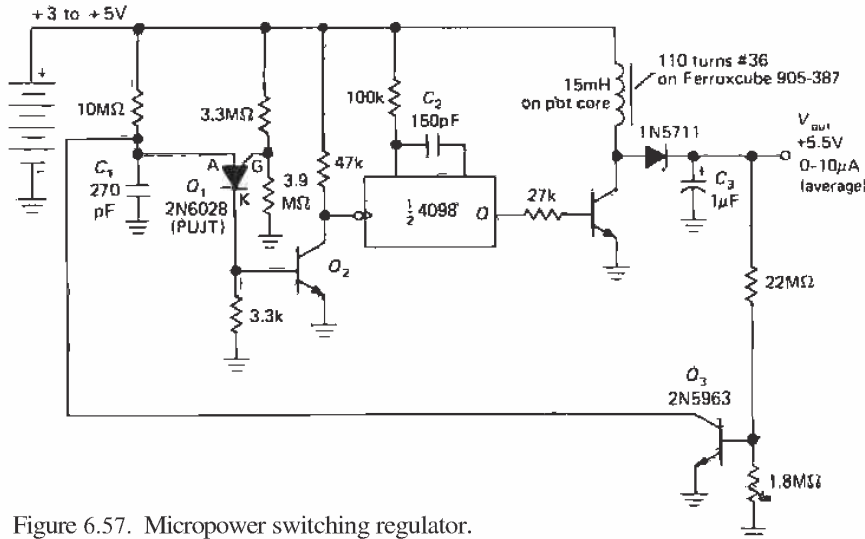 +3 to +5V
10MΩ
3.3MΩ
100k
C2
150pF
15mH
on pot core
110 turns #36
on Ferroxcube 905-387
1N5711
Vout
+5.5V
0-10μA
(average)
C1
270
pF
A
G
K
Q1
2N6028
(PUJT)
3.9
MΩ
47k
½ 4098
Q
27k
C3
1μF
+
Q2
3.3k
22MΩ
Q3
2N5963
1.8MΩ
Figure 6.57. Micropower switching regulator.